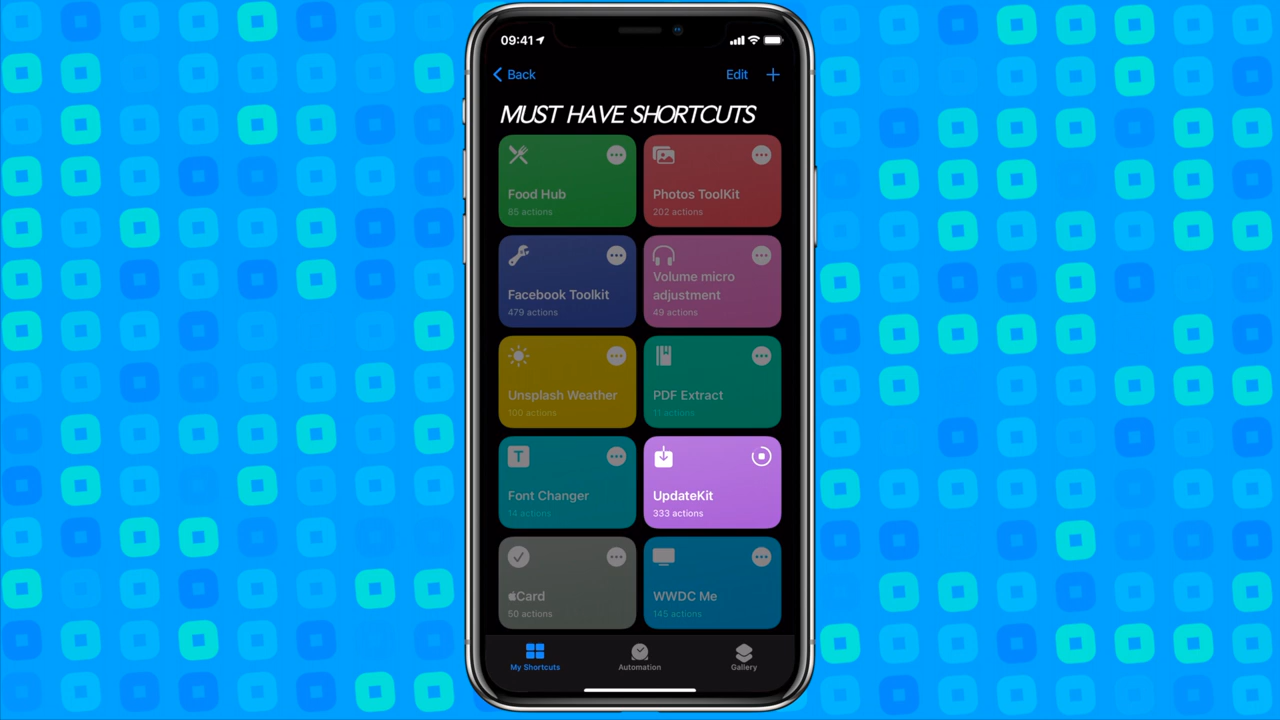 09:41
Back
Edit
MUST HAVE SHORTCUTS
Food Hub
85 actions
Photos ToolKit
202 actions
Facebook Toolkit
479 actions
Volume micro
adjustment
49 actions
Unsplash Weather
100 actions
PDF Extract
11 actions
T
Font Changer
14 actions
UpdateKit
333 actions
Card
50 actions
WWDC Me
145 actions
My Shortcuts
Automation
Gallery